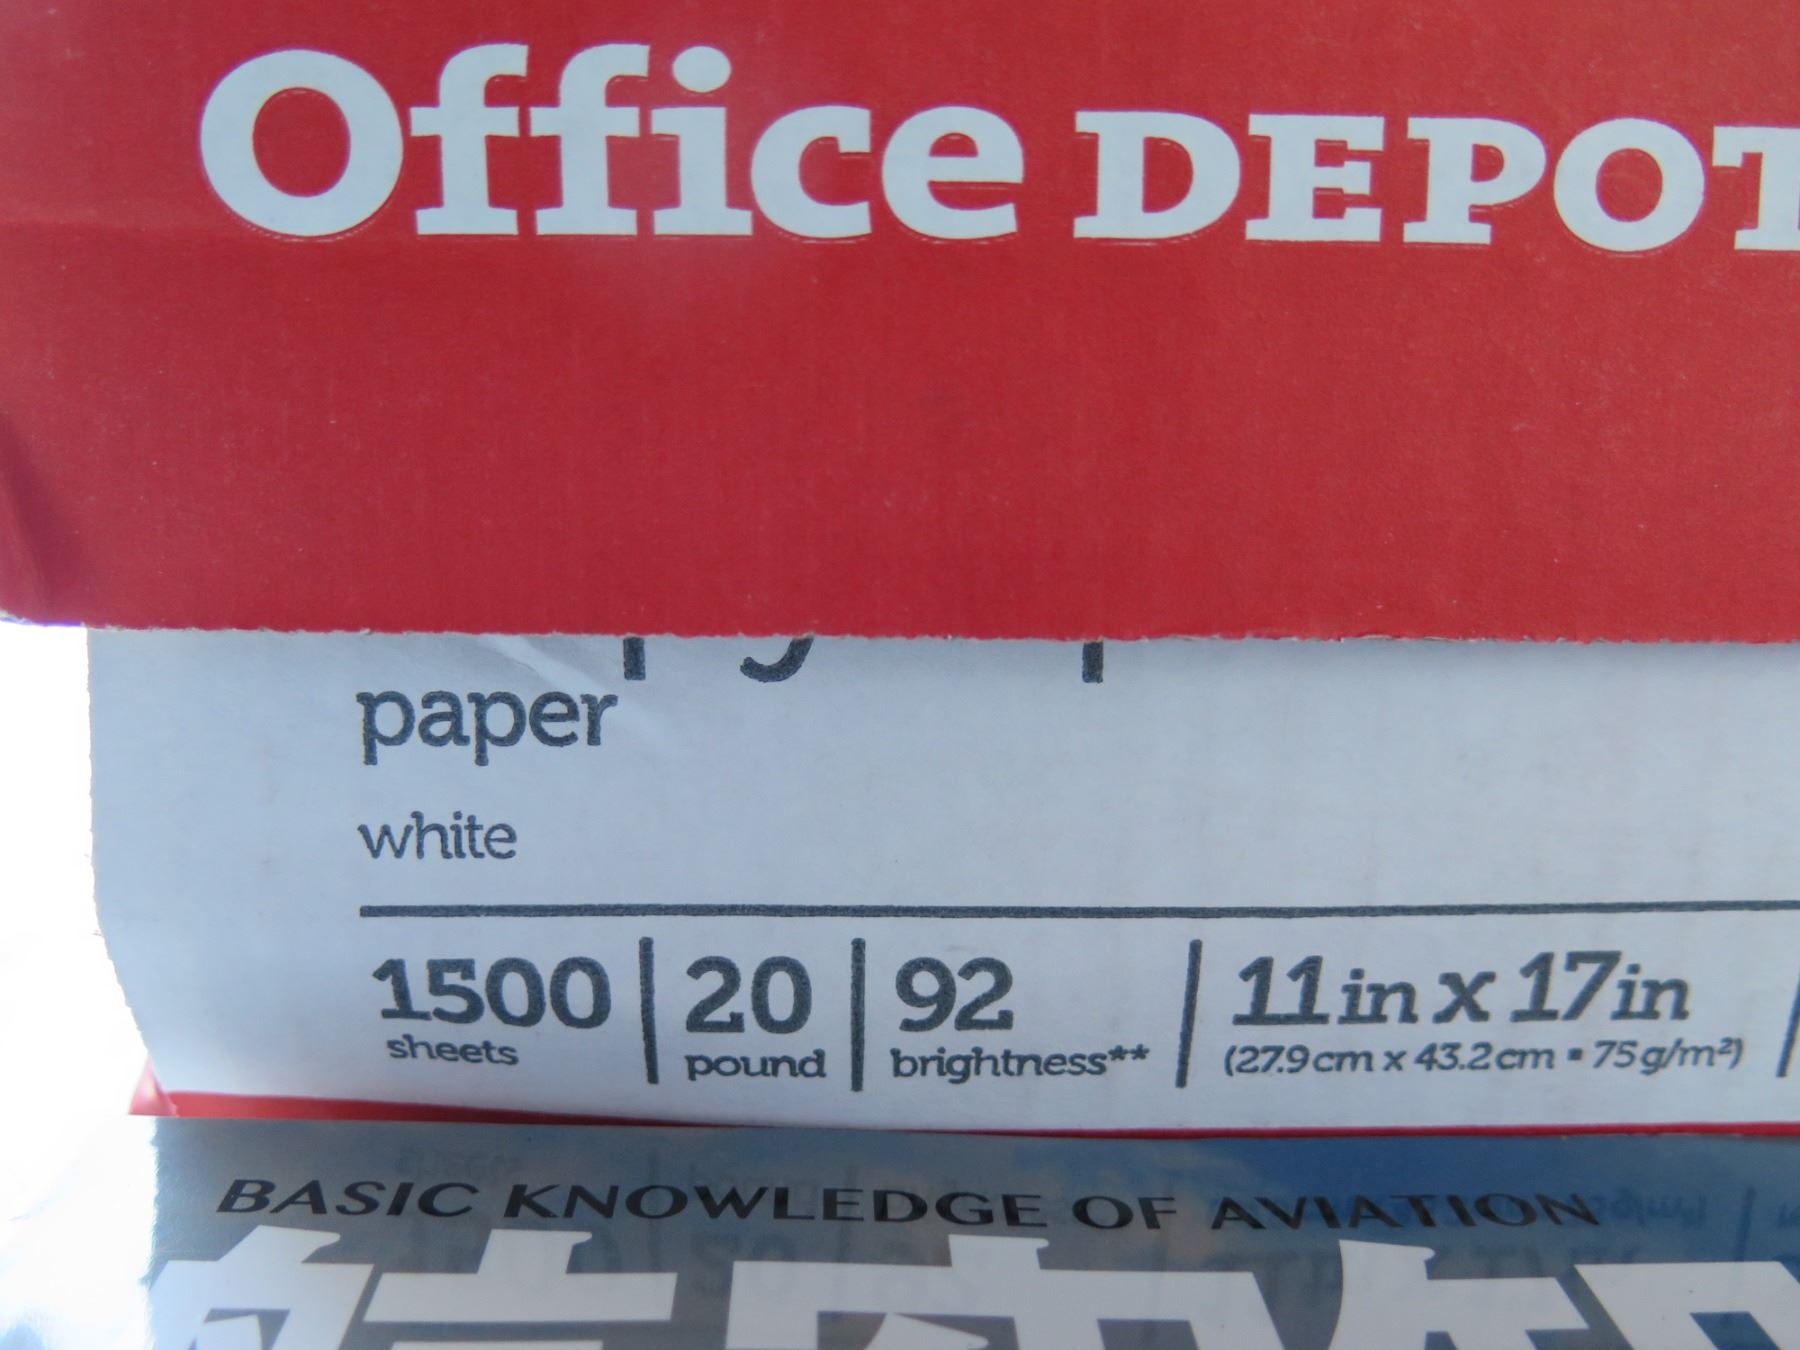 Office DEPOT
paper
white
1500 20 92 11in x 17in
sheets pound brightness** (27.9cm x 43.2cm ▪ 75g/m²)
BASIC KNOWLEDGE OF AVIATION